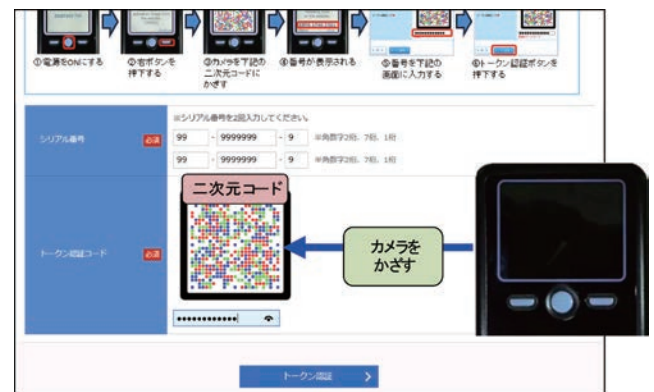 ①電源をONにする
②右ボタンを
押下する
③カメラを下記の
二次元コードに
かざす
④番号が表示される
⑤番号を下記の
画面に入力する
⑥トークン認証ボタンを
押下する
※シリアル番号を2回入力してください。
シリアル番号 必須
99 - 9999999 - 9 ※角数字2桁、7桁、1桁
99 - 9999999 - 9 ※角数字2桁、7桁、1桁
二次元コード
トークン認証コード 必須
カメラを
かざす
トークン認証